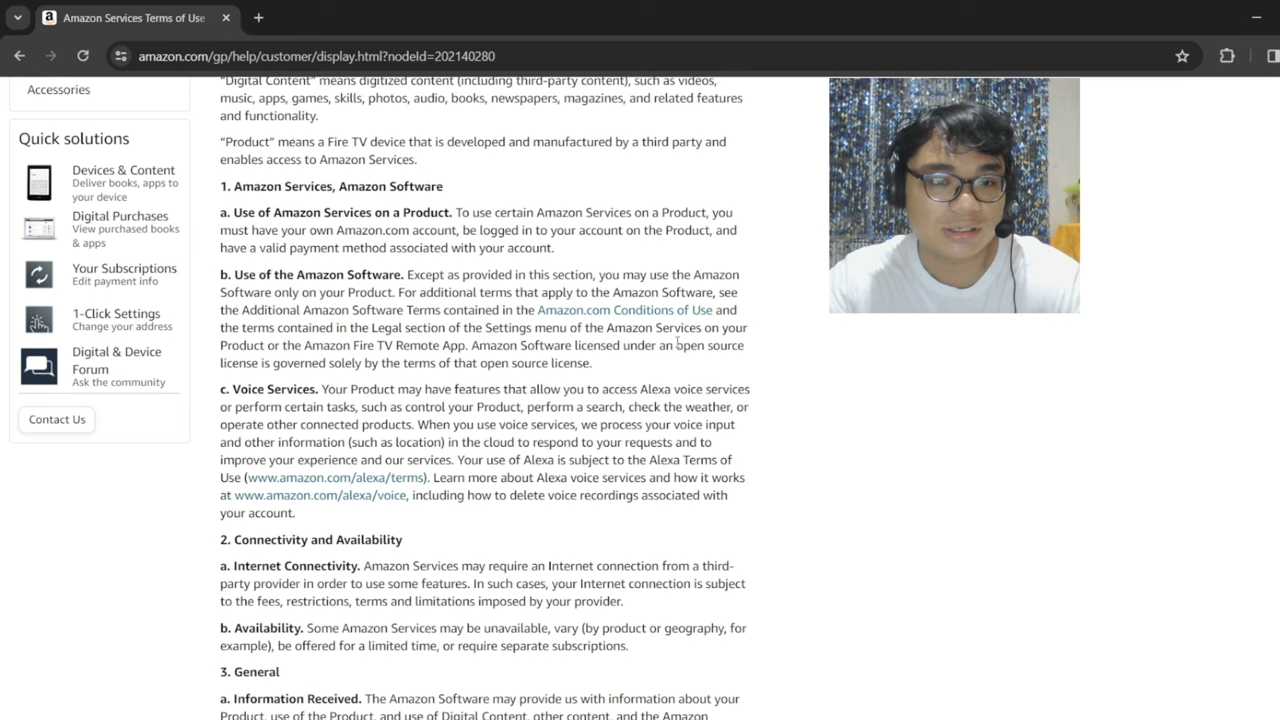 Amazon Services Terms of Use
amazon.com/gp/help/customer/display.html?nodeId=202140280
Accessories
Quick solutions
Devices & Content
Deliver books, apps to
your device
Digital Purchases
View purchased books
& apps
Your Subscriptions
Edit payment info
1-Click Settings
Change your address
Digital & Device
Forum
Ask the community
Contact Us
“Digital Content” means digitized content (including third-party content), such as videos,
music, apps, games, skills, photos, audio, books, newspapers, magazines, and related features
and functionality.
“Product” means a Fire TV device that is developed and manufactured by a third party and
enables access to Amazon Services.
1. Amazon Services, Amazon Software
a. Use of Amazon Services on a Product. To use certain Amazon Services on a Product, you
must have your own Amazon.com account, be logged in to your account on the Product, and
have a valid payment method associated with your account.
b. Use of the Amazon Software. Except as provided in this section, you may use the Amazon
Software only on your Product. For additional terms that apply to the Amazon Software, see
the Additional Amazon Software Terms contained in the Amazon.com Conditions of Use and
the terms contained in the Legal section of the Settings menu of the Amazon Services on your
Product or the Amazon Fire TV Remote App. Amazon Software licensed under an open source
license is governed solely by the terms of that open source license.
c. Voice Services. Your Product may have features that allow you to access Alexa voice services
or perform certain tasks, such as control your Product, perform a search, check the weather, or
operate other connected products. When you use voice services, we process your voice input
and other information (such as location) in the cloud to respond to your requests and to
improve your experience and our services. Your use of Alexa is subject to the Alexa Terms of
Use (www.amazon.com/alexa/terms). Learn more about Alexa voice services and how it works
at www.amazon.com/alexa/voice, including how to delete voice recordings associated with
your account.
2. Connectivity and Availability
a. Internet Connectivity. Amazon Services may require an Internet connection from a third-
party provider in order to use some features. In such cases, your Internet connection is subject
to the fees, restrictions, terms and limitations imposed by your provider.
b. Availability. Some Amazon Services may be unavailable, vary (by product or geography, for
example), be offered for a limited time, or require separate subscriptions.
3. General
a. Information Received. The Amazon Software may provide us with information about your
Product, use of the Product, and use of Digital Content, other content, and the Amazon